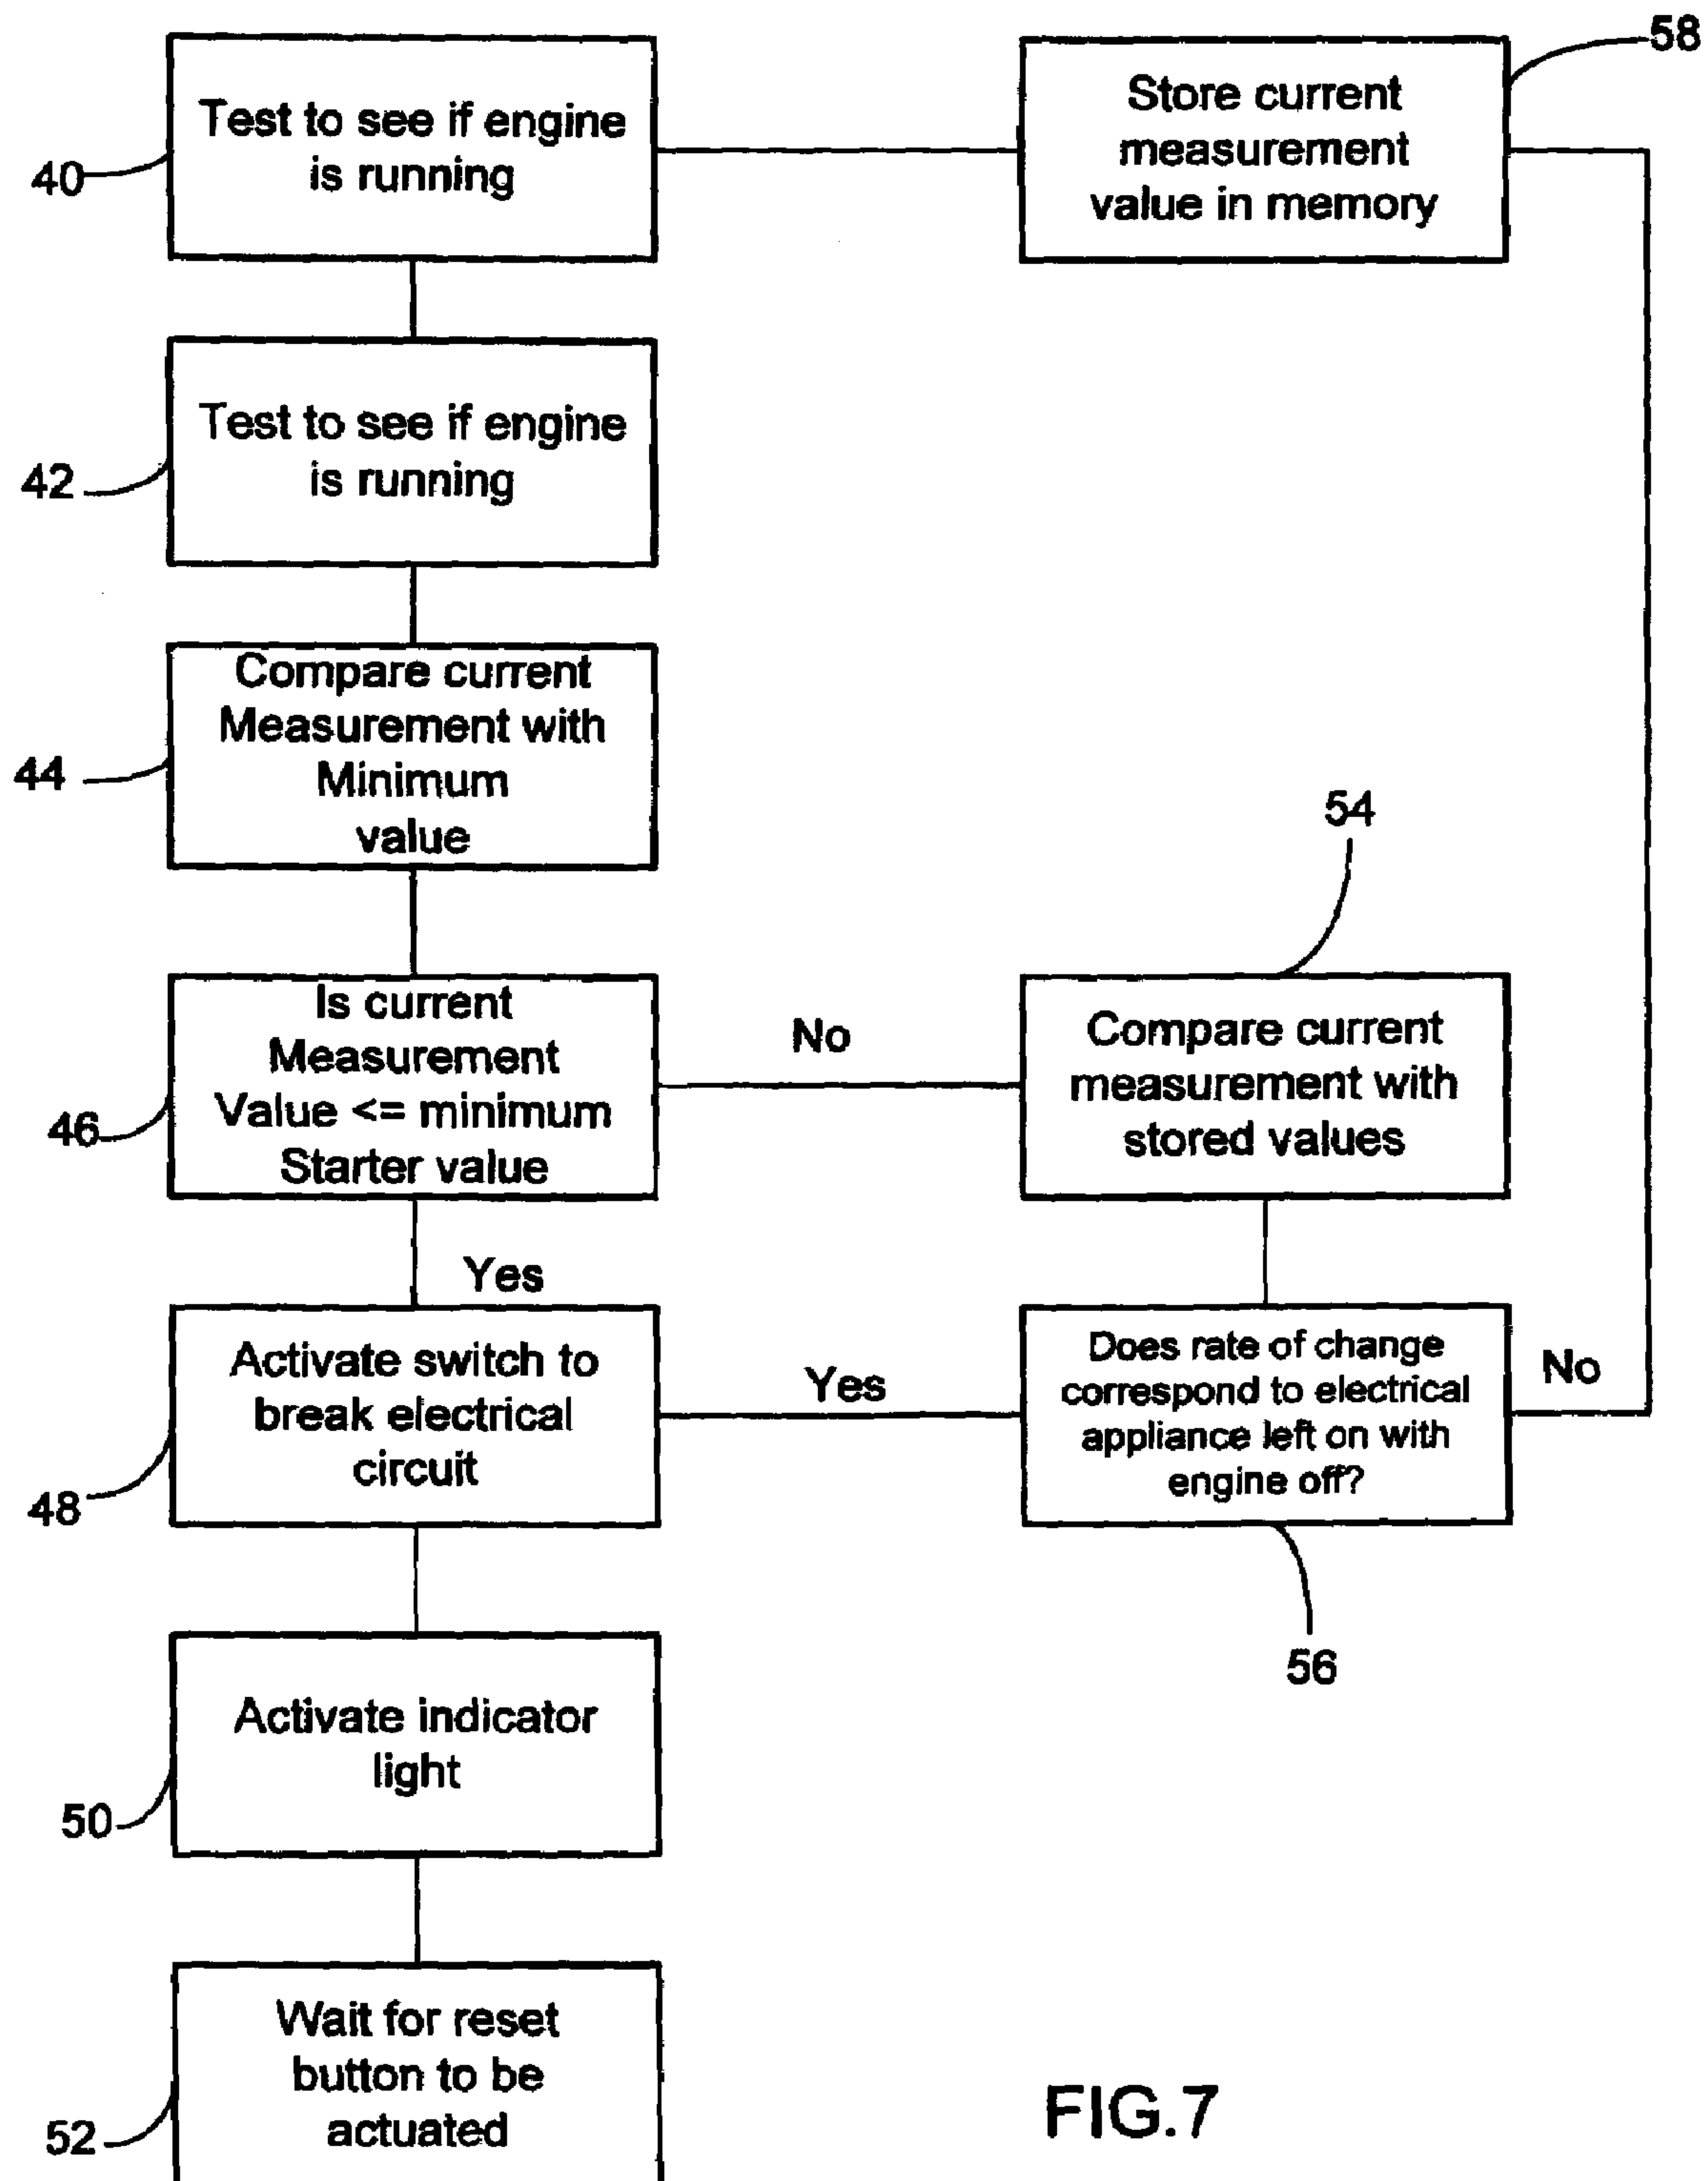 Test to see if engine
is running
40
Store current
measurement
value in memory
58
Test to see if engine
is running
42
Compare current
Measurement with
Minimum
value
44
54
Is current
Measurement
Value <= minimum
Starter value
46
No
Compare current
measurement with
stored values
Yes
Activate switch to
break electrical
circuit
48
Yes
Does rate of change
correspond to electrical
appliance left on with
engine off?
No
56
Activate indicator
light
50
Wait for reset
button to be
actuated
52
FIG.7